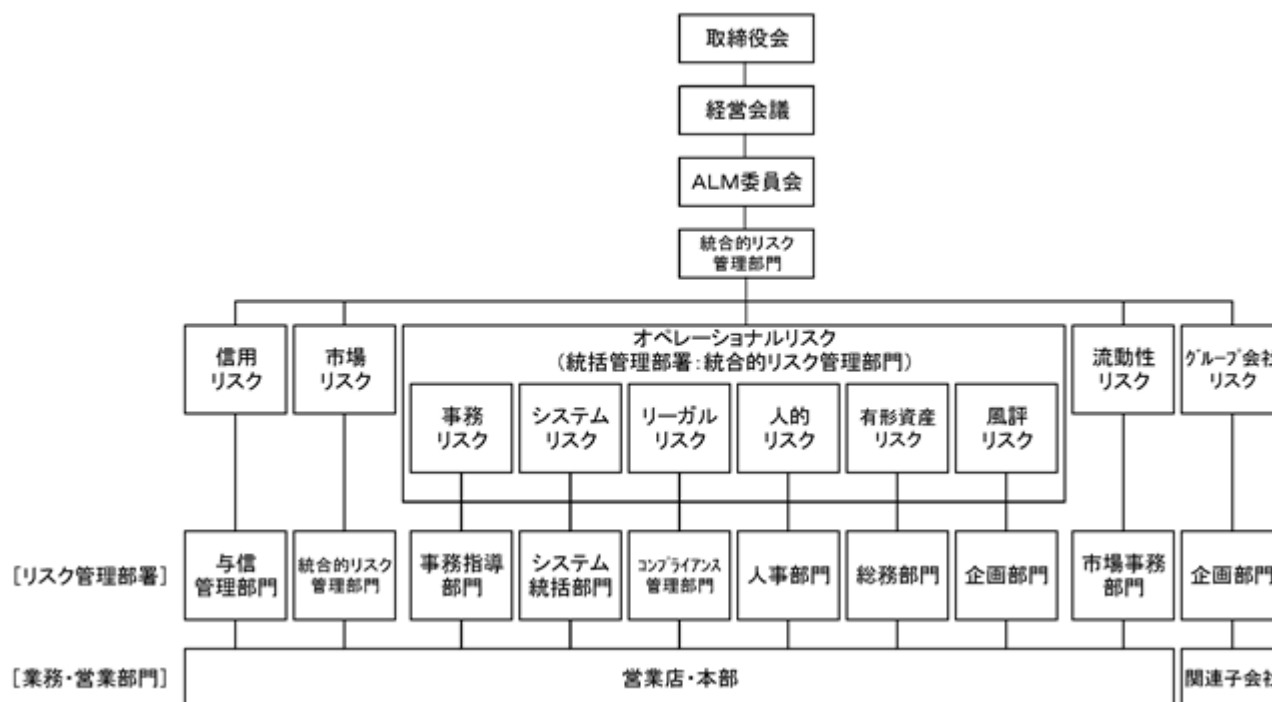 取締役会
経営会議
ALM委員会
統合的リスク
管理部門
信用
リスク
市場
リスク
オペレーショナルリスク
（統括管理部署：統合的リスク管理部門）
事務
リスク
システム
リスク
リーガル
リスク
人的
リスク
有形資産
リスク
風評
リスク
流動性
リスク
グループ会社
リスク
［リスク管理部署］
与信
管理部門
統合的リスク
管理部門
事務指導
部門
システム
統括部門
コンプライアンス
管理部門
人事部門
総務部門
企画部門
市場事務
部門
企画部門
［業務・営業部門］
営業店・本部
関連子会社